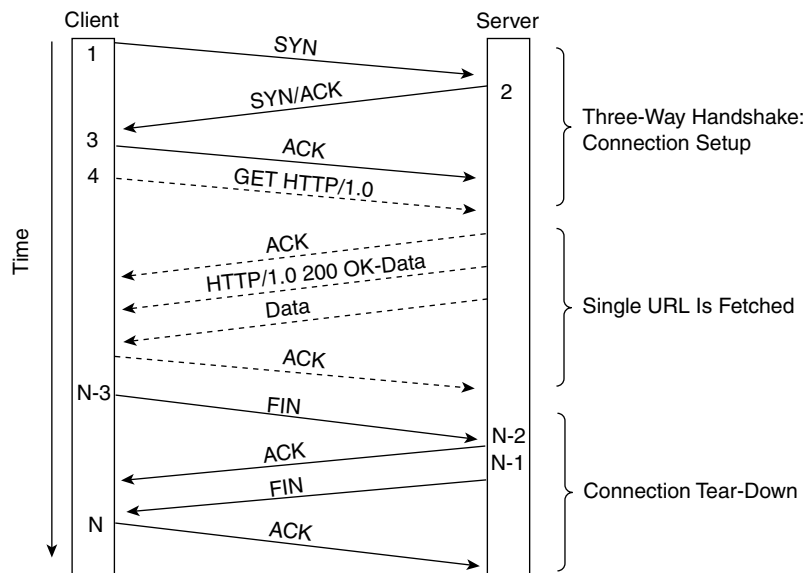 Client
Server
1
SYN
2
SYN/ACK
Three-Way Handshake:
Connection Setup
3
ACK
4
GET HTTP/1.0
Time
ACK
HTTP/1.0 200 OK-Data
Data
Single URL Is Fetched
ACK
N-3
FIN
N-2
ACK
N-1
FIN
Connection Tear-Down
N
ACK